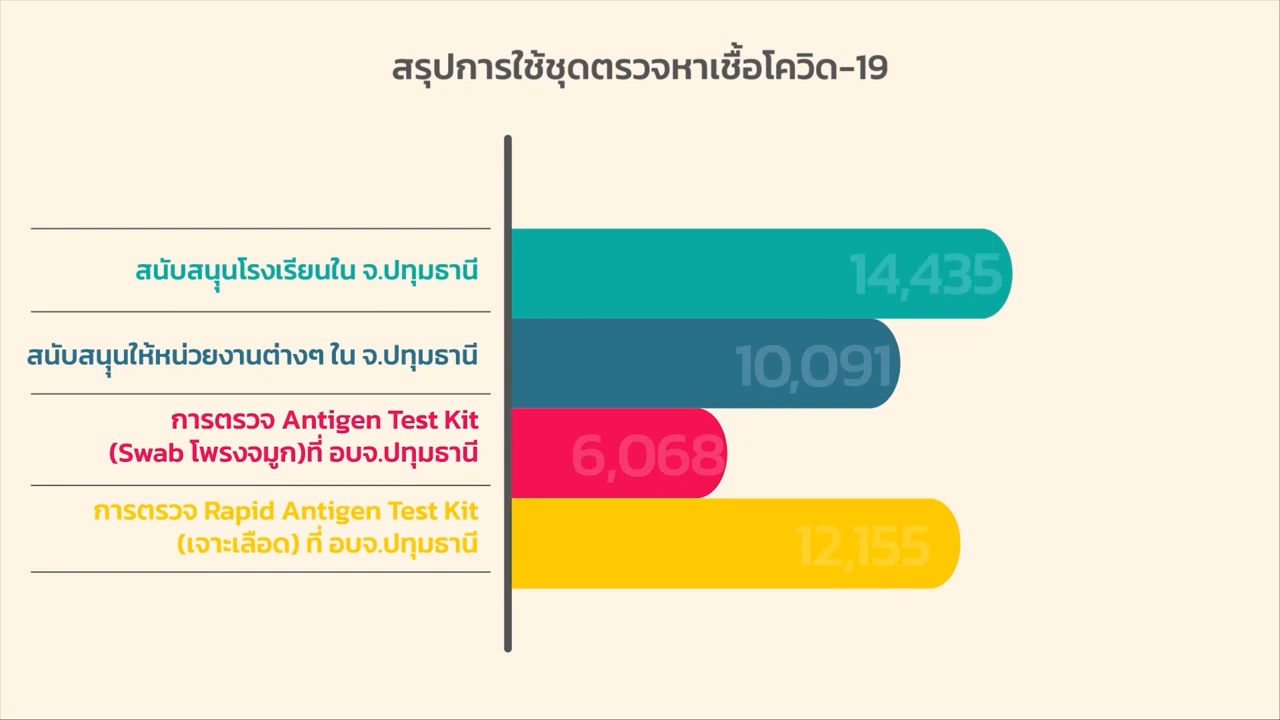 สรุปการใช้ชุดตรวจหาเชื้อโควิด-19
สนับสนุนโรงเรียนใน จ.ปทุมธานี
14,435
สนับสนุนให้หน่วยงานต่างๆ ใน จ.ปทุมธานี
10,091
การตรวจ Antigen Test Kit
(Swab โพรงจมูก)ที่ อบจ.ปทุมธานี
6,068
การตรวจ Rapid Antigen Test Kit
(เจาะเลือด) ที่ อบจ.ปทุมธานี
12,155